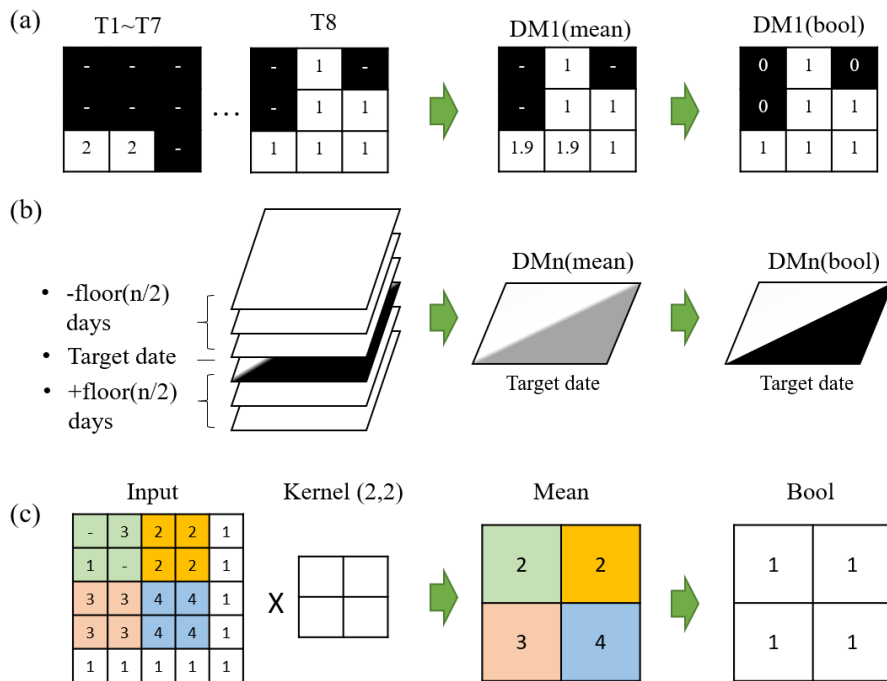 (a)
T1~T7
T8
DM1(mean)
DM1(bool)
- - -
- - -
2 2 -
...
- 1 -
- 1 1
1 1 1
- 1 -
- 1 1
1.9 1.9 1
0 1 0
0 1 1
1 1 1
(b)
• -floor(n/2)
days
• Target date
• +floor(n/2)
days
DMn(mean)
Target date
DMn(bool)
Target date
(c)
Input
Kernel (2,2)
Mean
Bool
- 3 2 2 1
1 - 2 2 1
3 3 4 4 1
3 3 4 4 1
1 1 1 1 1
X
2 2
3 4
1 1
1 1